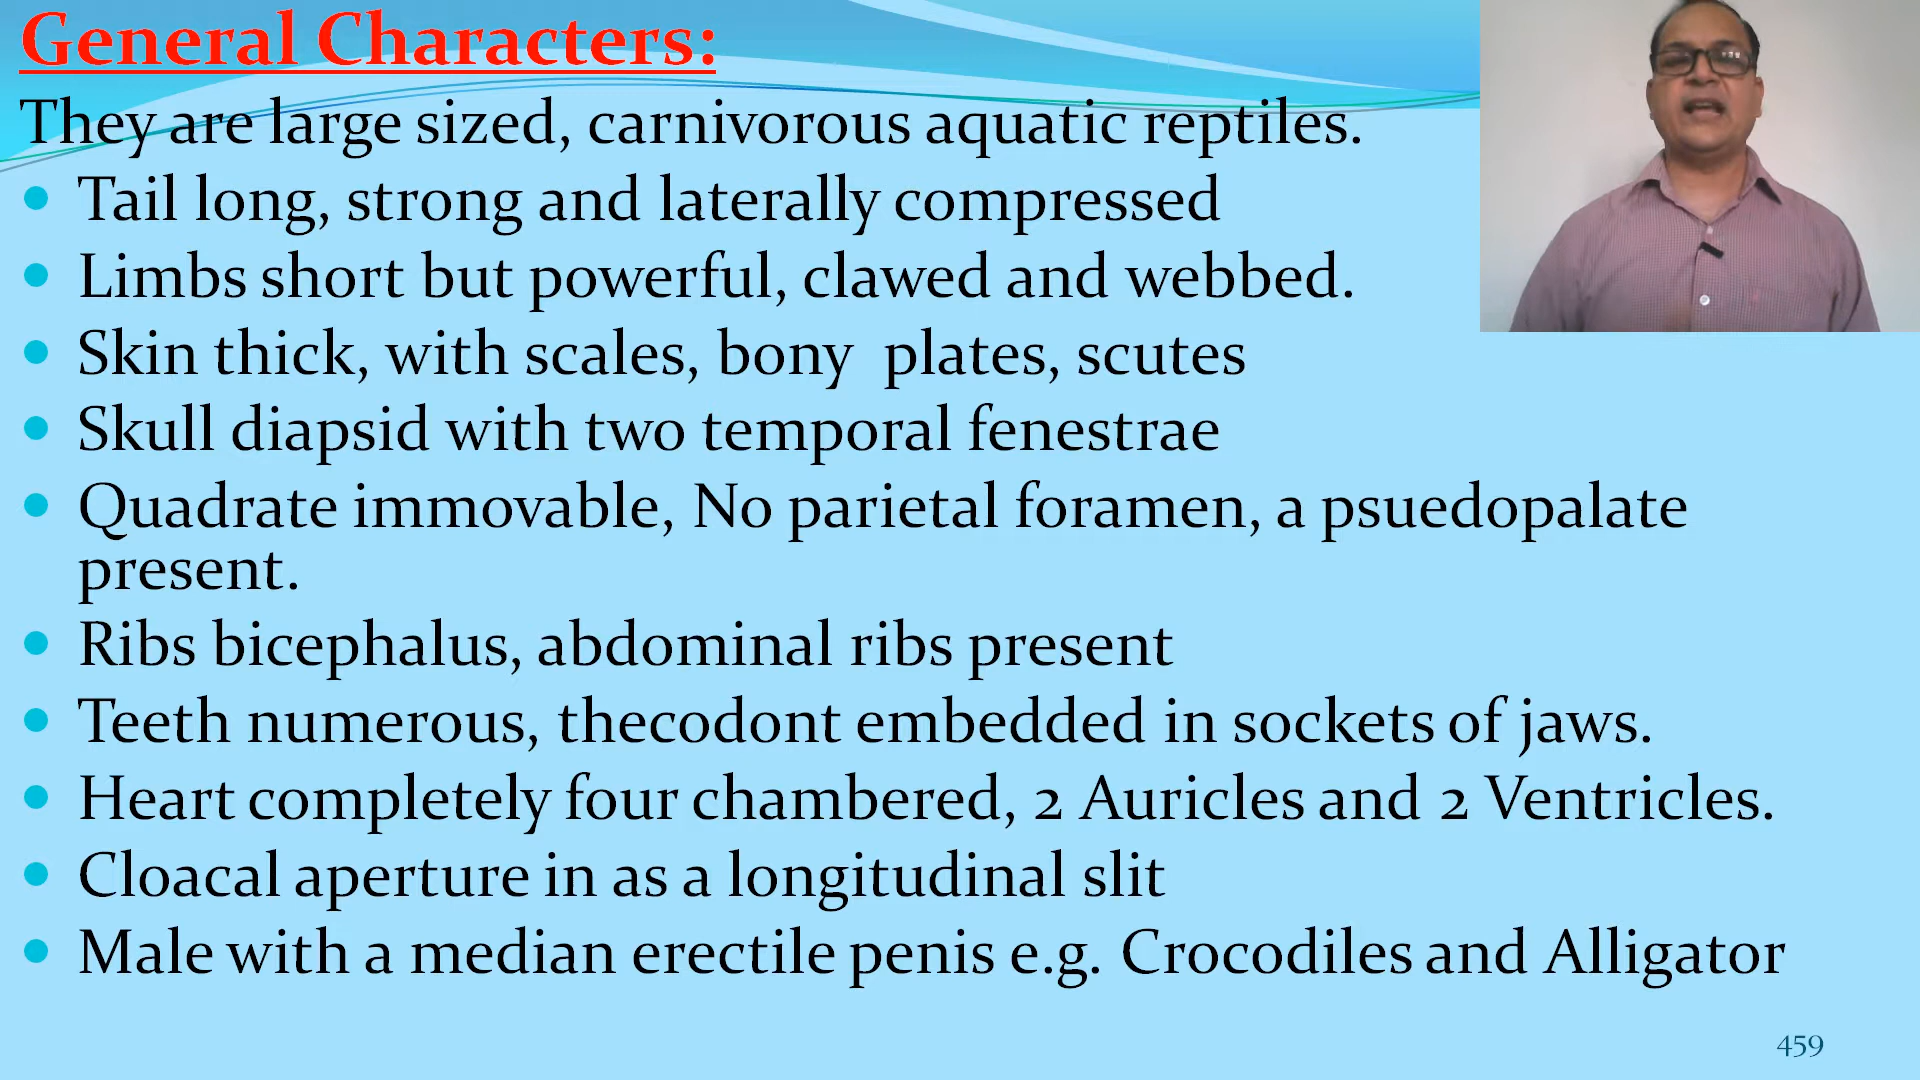 General Characters:
They are large sized, carnivorous aquatic reptiles.
• Tail long, strong and laterally compressed
• Limbs short but powerful, clawed and webbed.
• Skin thick, with scales, bony plates, scutes
• Skull diapsid with two temporal fenestrae
• Quadrate immovable, No parietal foramen, a psuedopalate
present.
• Ribs bicephalus, abdominal ribs present
• Teeth numerous, thecodont embedded in sockets of jaws.
• Heart completely four chambered, 2 Auricles and 2 Ventricles.
• Cloacal aperture in as a longitudinal slit
• Male with a median erectile penis e.g. Crocodiles and Alligator
459